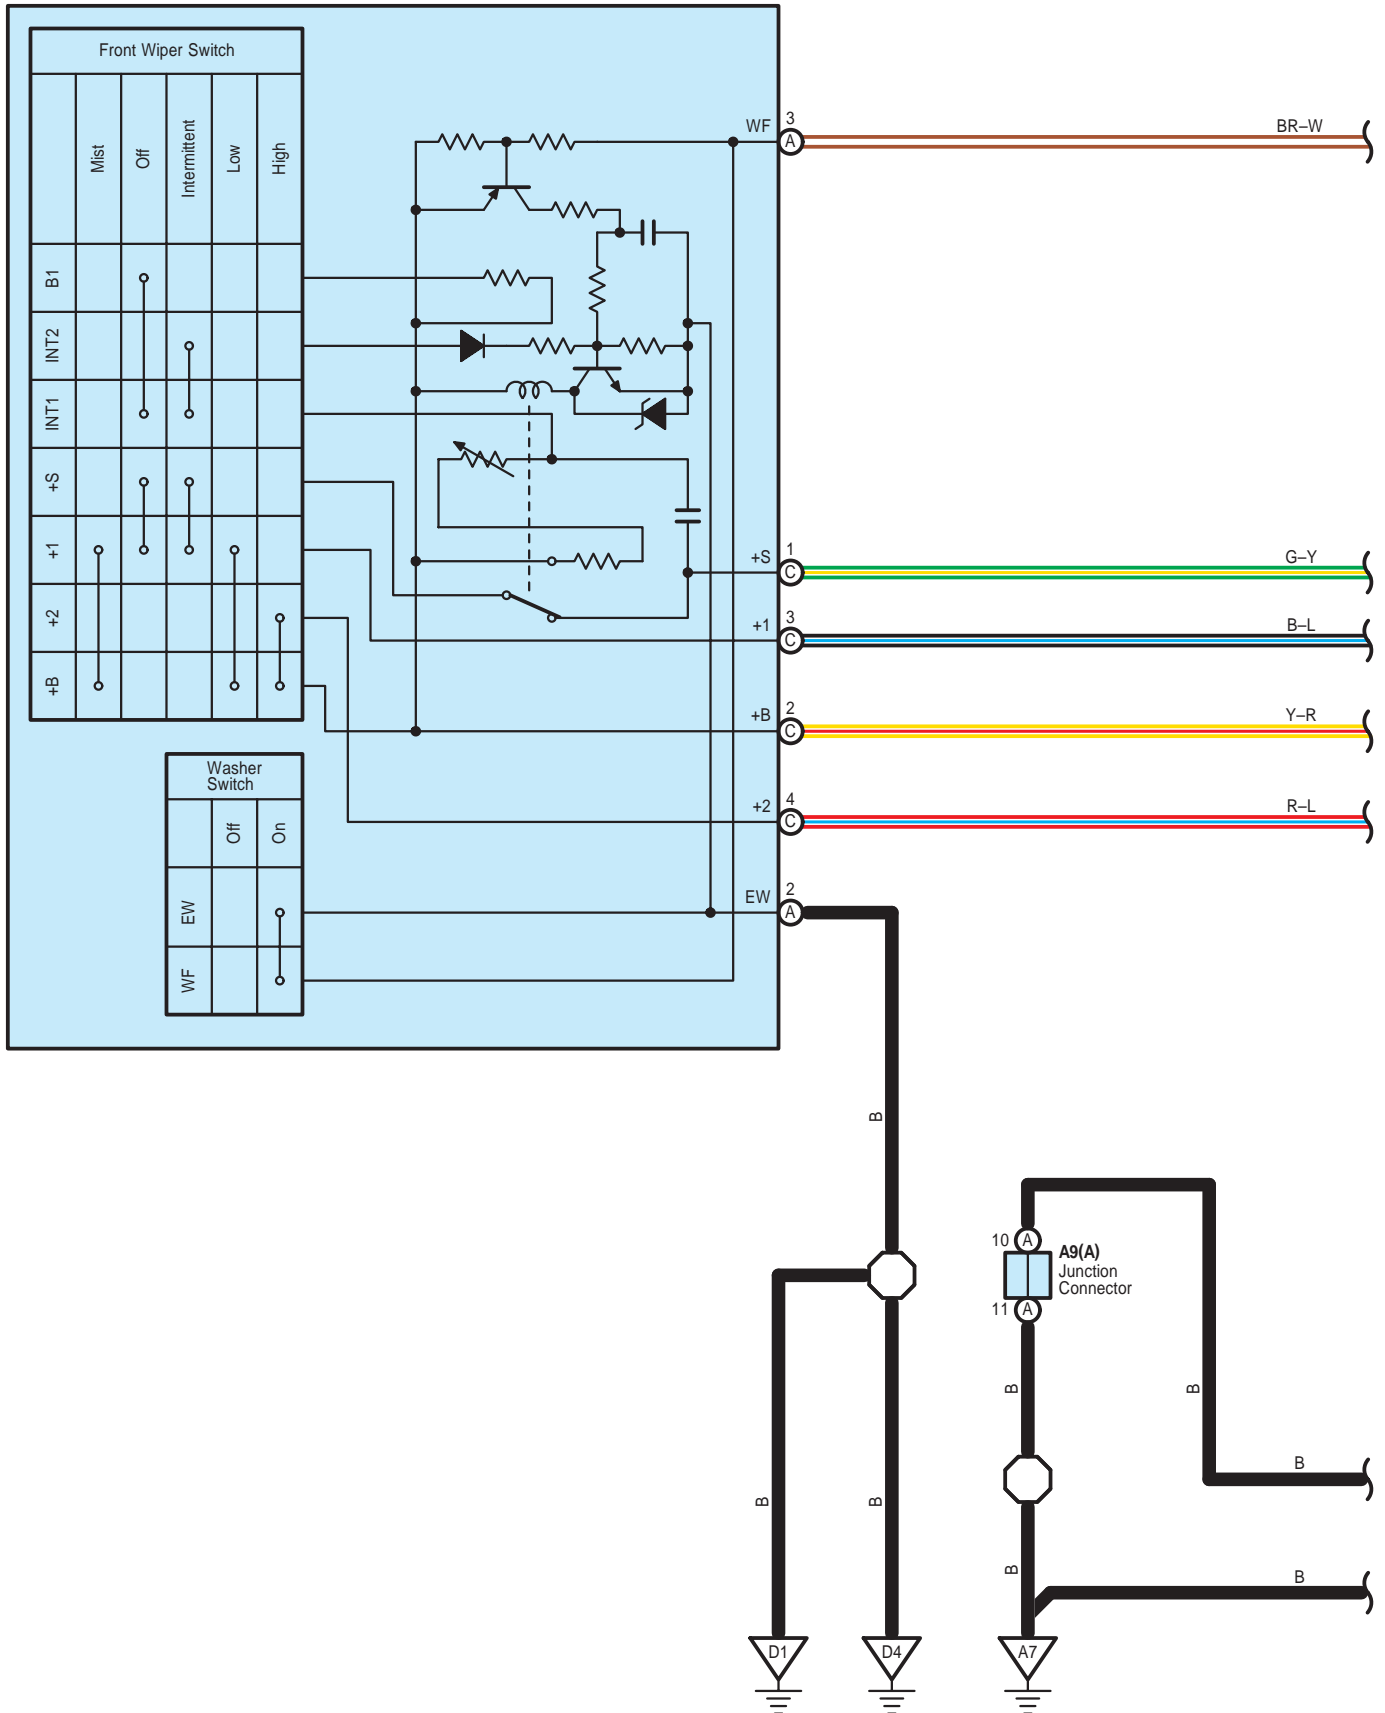 Front Wiper Switch
Mist
Off
Intermittent
Low
High
B1
INT2
INT1
+S
+1
+2
+B
Washer
Switch
Off
On
EW
WF
WF
3
A
BR–W
+S
1
C
G–Y
+1
3
C
B–L
+B
2
C
Y–R
+2
4
C
R–L
EW
2
A
B
10
A
A9(A)
Junction
Connector
11
A
B
B
B
B
B
B
B
D1
D4
A7